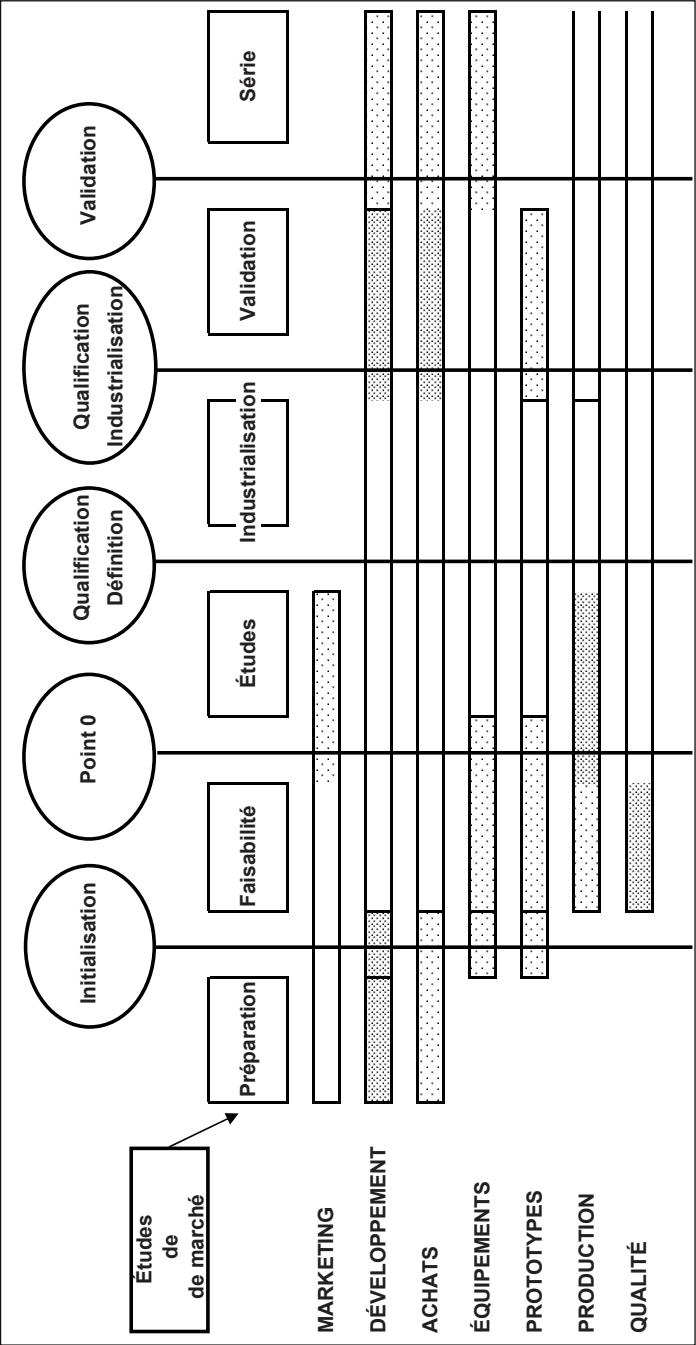 Initialisation
Point 0
Qualification
Définition
Qualification
Industrialisation
Validation
Études
de
de marché
Préparation
Faisabilité
Études
Industrialisation
Validation
Série
MARKETING
DÉVELOPPEMENT
ACHATS
ÉQUIPEMENTS
PROTOTYPES
PRODUCTION
QUALITÉ